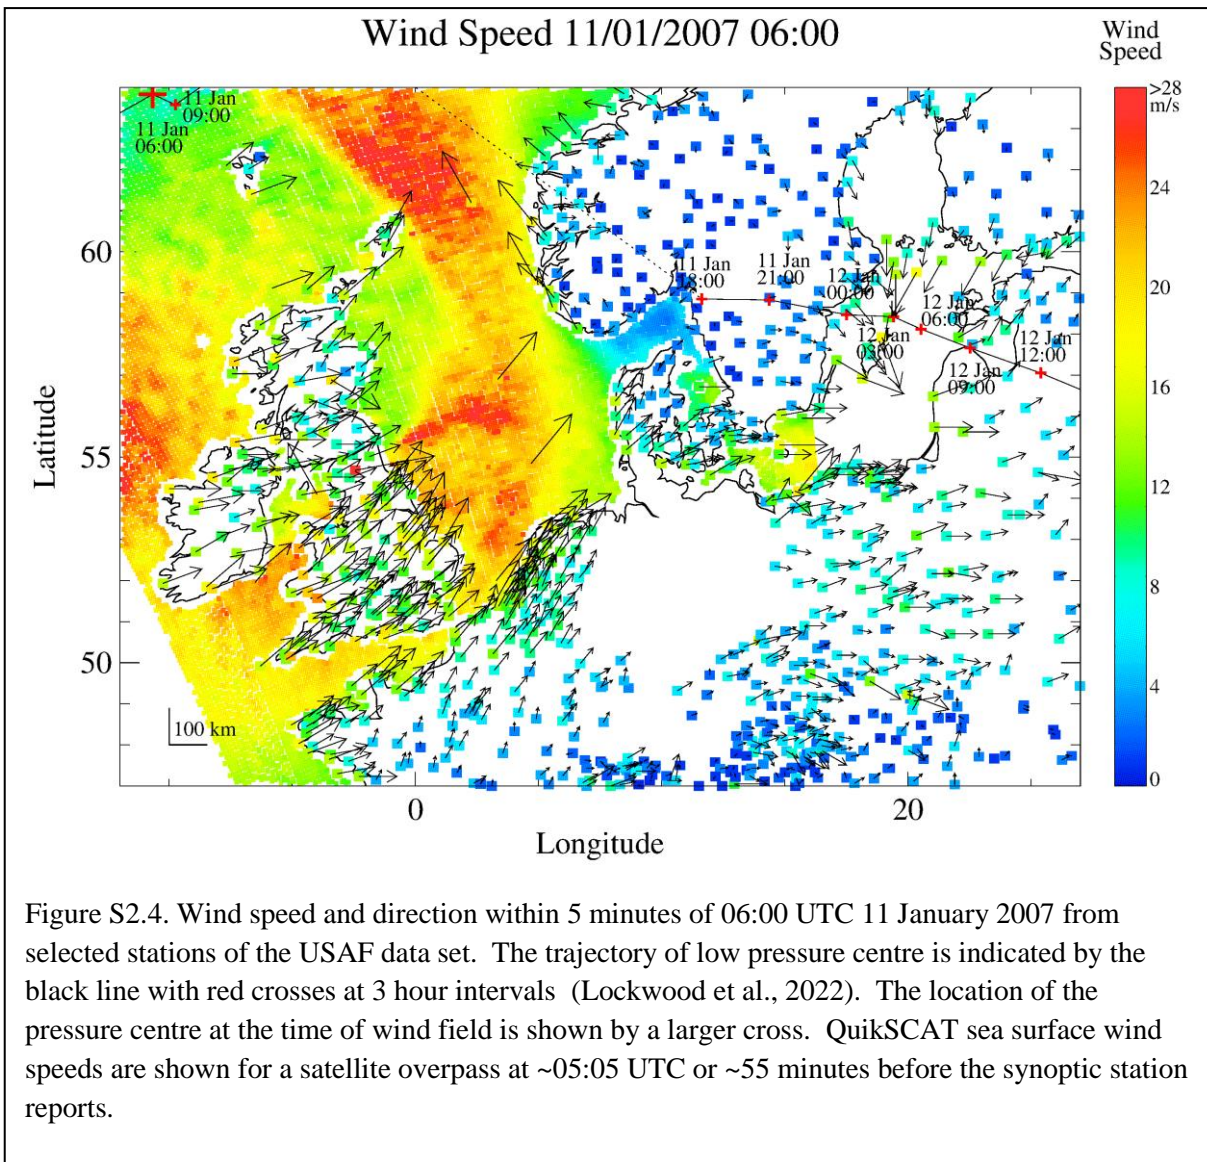 Wind Speed 11/01/2007 06:00
Wind
Speed
>28
m/s
24
20
16
12
8
4
0
11 Jan
09:00
11 Jan
06:00
11 Jan
18:00
11 Jan
21:00
12 Jan
00:00
12 Jan
03:00
12 Jan
06:00
12 Jan
09:00
12 Jan
12:00
60
55
50
Latitude
100 km
0
20
Longitude
Figure S2.4. Wind speed and direction within 5 minutes of 06:00 UTC 11 January 2007 from
selected stations of the USAF data set. The trajectory of low pressure centre is indicated by the
black line with red crosses at 3 hour intervals (Lockwood et al., 2022). The location of the
pressure centre at the time of wind field is shown by a larger cross. QuikSCAT sea surface wind
speeds are shown for a satellite overpass at ~05:05 UTC or ~55 minutes before the synoptic station
reports.